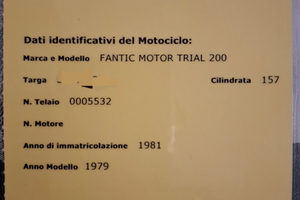 Dati identificativi del Motociclo:
Marca e Modello FANTIC MOTOR TRIAL 200
Targa Cilindrata 157
N. Telaio 0005532
N. Motore
Anno di immatricolazione 1981
Anno Modello 1979